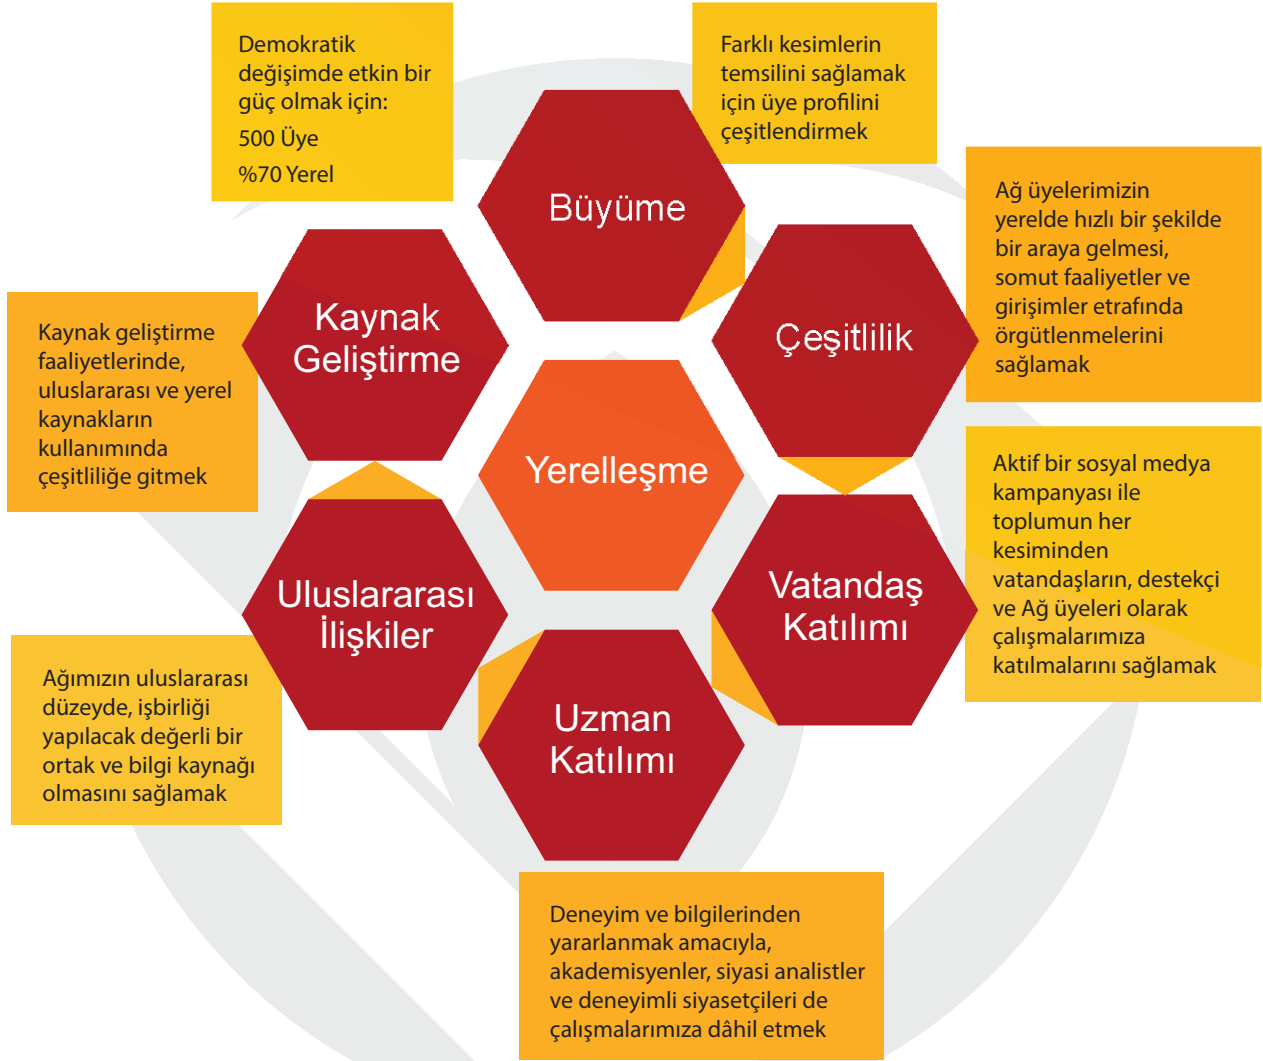 Demokratik
değişimde etkin bir
güç olmak için:
500 Üye
%70 Yerel
Farklı kesimlerin
temsilini sağlamak
için üye profilini
çeşitlendirmek
Büyüme
Ağ üyelerimizin
yerelde hızlı bir şekilde
bir araya gelmesi,
somut faaliyetler ve
girişimler etrafında
örgütlenmelerini
sağlamak
Çeşitlilik
Kaynak
Geliştirme
Kaynak geliştirme
faaliyetlerinde,
uluslararası ve yerel
kaynakların
kullanımında
çeşitliliğe gitmek
Yerelleşme
Aktif bir sosyal medya
kampanyası ile
toplumun her
kesiminden
vatandaşların, destekçi
ve Ağ üyeleri olarak
çalışmalarımıza
katılmalarını sağlamak
Vatandaş
Katılımı
Uluslararası
İlişkiler
Ağımızın uluslararası
düzeyde, işbirliği
yapılacak değerli bir
ortak ve bilgi kaynağı
olmasını sağlamak
Uzman
Katılımı
Deneyim ve bilgilerinden
yararlanmak amacıyla,
akademisyenler, siyasi analistler
ve deneyimli siyasetçileri de
çalışmalarımıza dâhil etmek